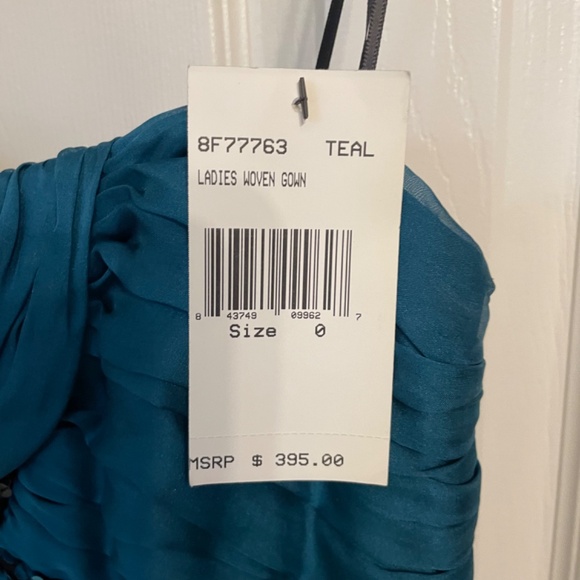 8F77763 TEAL
LADIES WOVEN GOWN
8 43749 09962 7
Size 0
MSRP $ 395.00